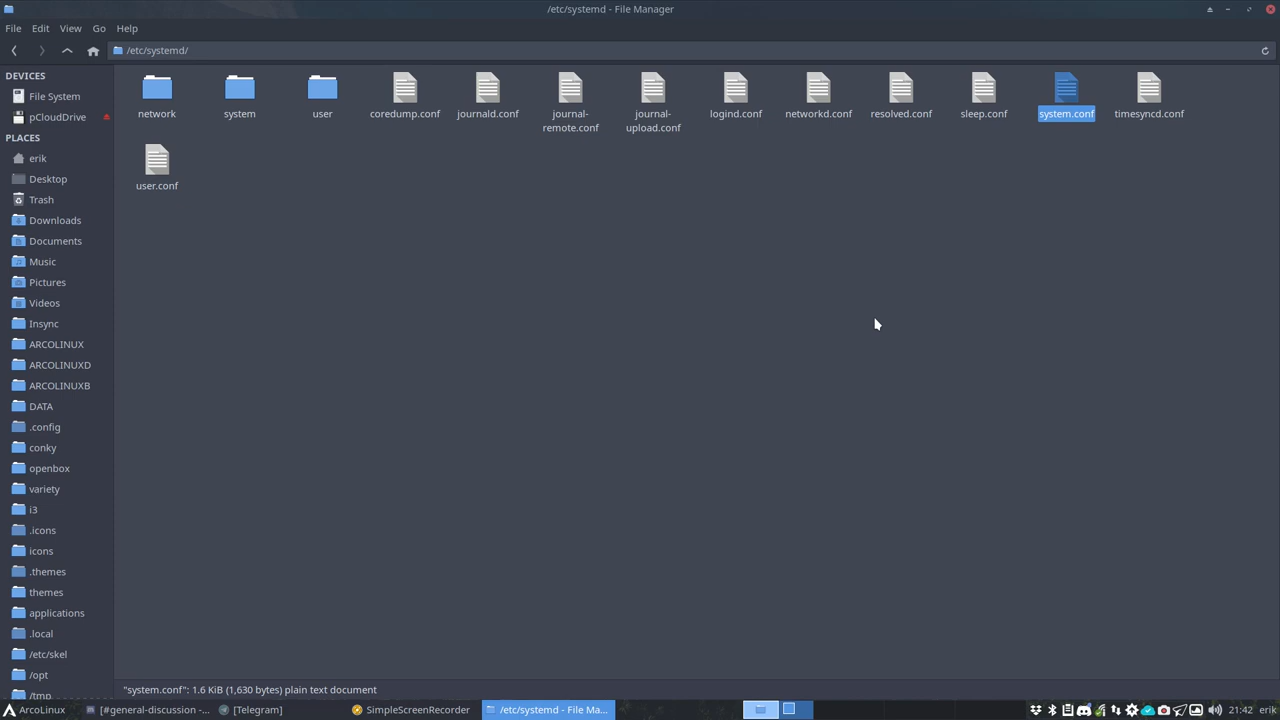 /etc/systemd - File Manager
File Edit View Go Help
/etc/systemd/
DEVICES
File System
pCloudDrive
PLACES
erik
Desktop
Trash
Downloads
Documents
Music
Pictures
Videos
Insync
ARCOLINUX
ARCOLINUXD
ARCOLINUXB
DATA
.config
conky
openbox
variety
i3
.icons
icons
.themes
themes
applications
.local
/etc/skel
/opt
/tmp
network
system
user
coredump.conf
journald.conf
journal-
remote.conf
journal-
upload.conf
logind.conf
networkd.conf
resolved.conf
sleep.conf
system.conf
timesyncd.conf
user.conf
"system.conf": 1.6 KiB (1,630 bytes) plain text document
ArcoLinux
[#general-discussion -...
[Telegram]
SimpleScreenRecorder
/etc/systemd - File Ma...
21:42 erik